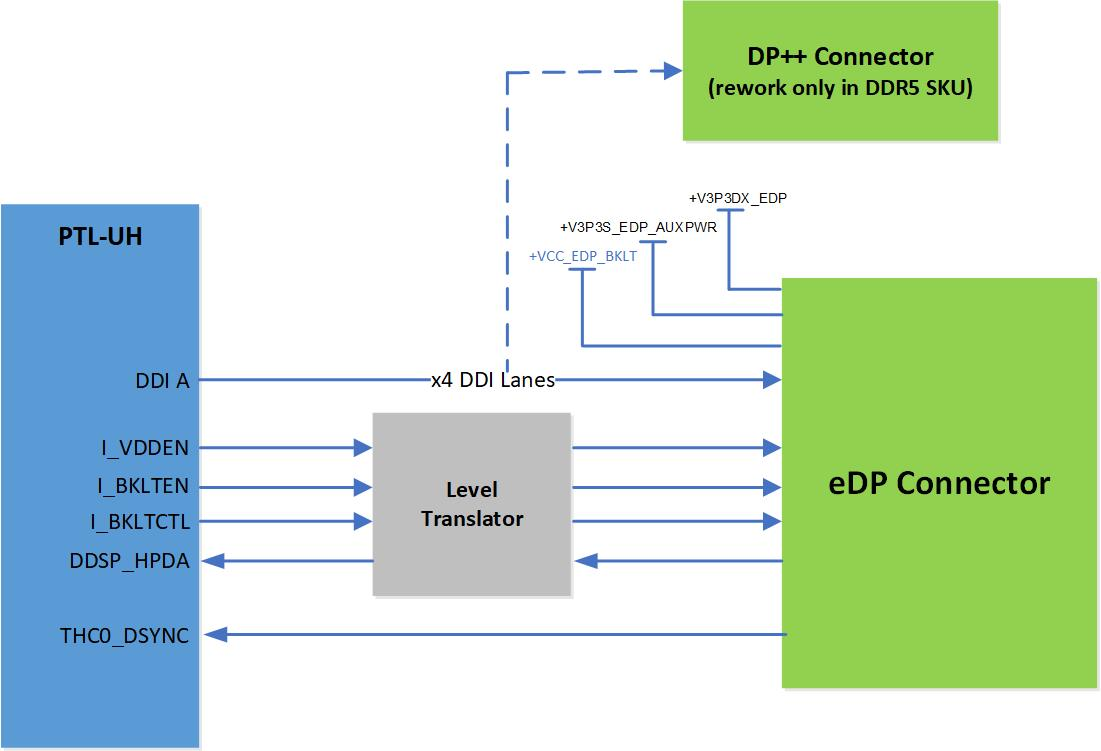 DP++ Connector
(rework only in DDR5 SKU)
+V3P3DX_EDP
+V3P3S_EDP_AUXPWR
+VCC_EDP_BKLT
PTL-UH
DDI A
x4 DDI Lanes
I_VDDEN
I_BKLTEN
I_BKLTCTL
DDSP_HPDA
THC0_DSYNC
Level
Translator
eDP Connector